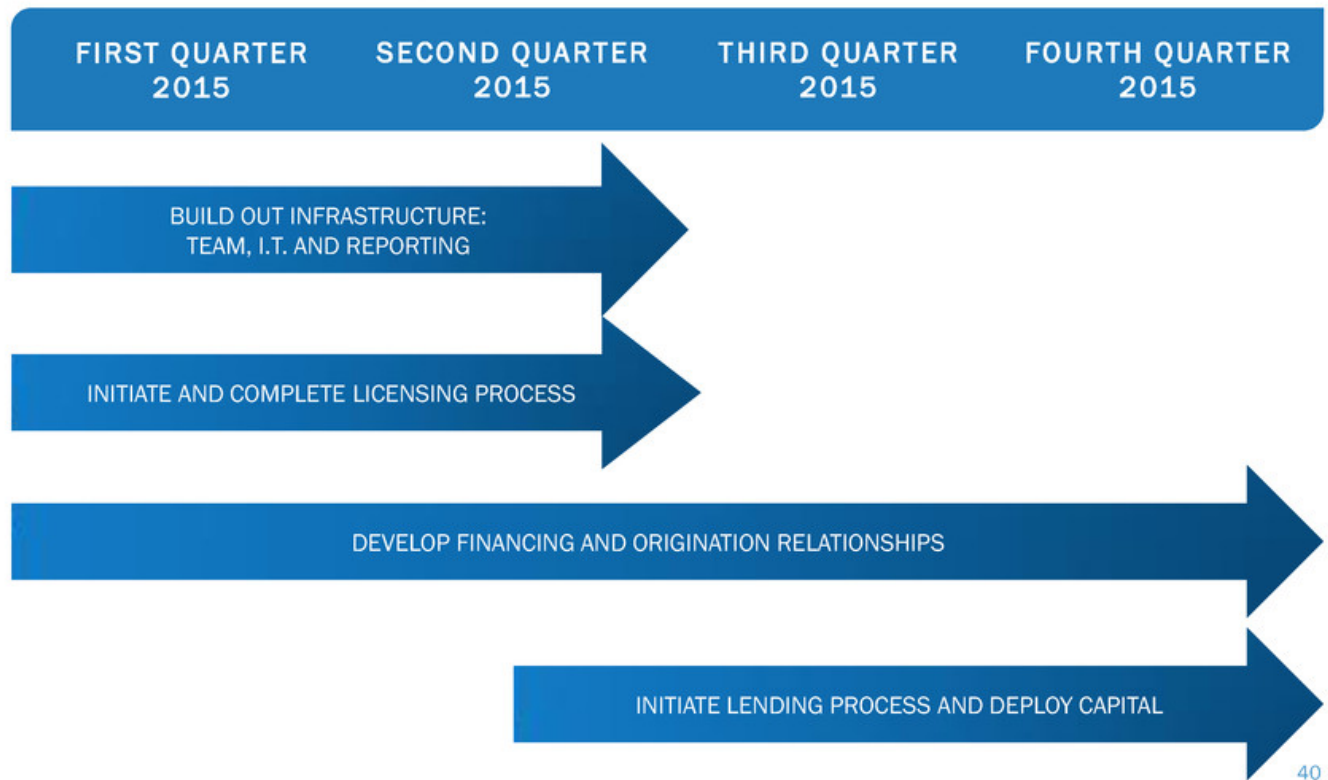 FIRST QUARTER 2015
SECOND QUARTER 2015
THIRD QUARTER 2015
FOURTH QUARTER 2015
BUILD OUT INFRASTRUCTURE:
TEAM, I.T. AND REPORTING
INITIATE AND COMPLETE LICENSING PROCESS
DEVELOP FINANCING AND ORIGINATION RELATIONSHIPS
INITIATE LENDING PROCESS AND DEPLOY CAPITAL
40